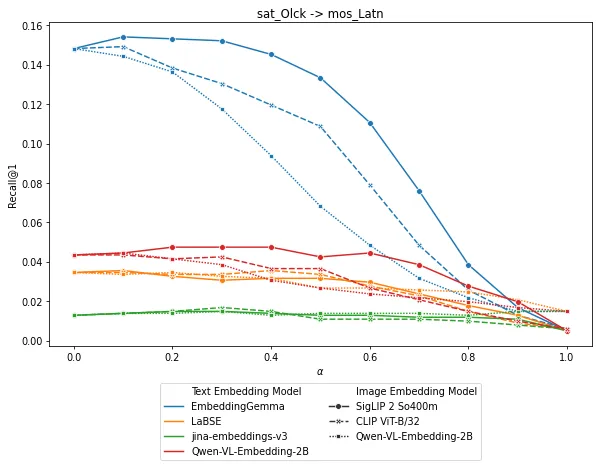 sat_Olck -> mos_Latn
Recall@1
0.16
0.14
0.12
0.10
0.08
0.06
0.04
0.02
0.00
0.0 0.2 0.4 0.6 0.8 1.0
α
Text Embedding Model
EmbeddingGemma
LaBSE
jina-embeddings-v3
Qwen-VL-Embedding-2B
Image Embedding Model
SigLIP 2 So400m
CLIP ViT-B/32
Qwen-VL-Embedding-2B